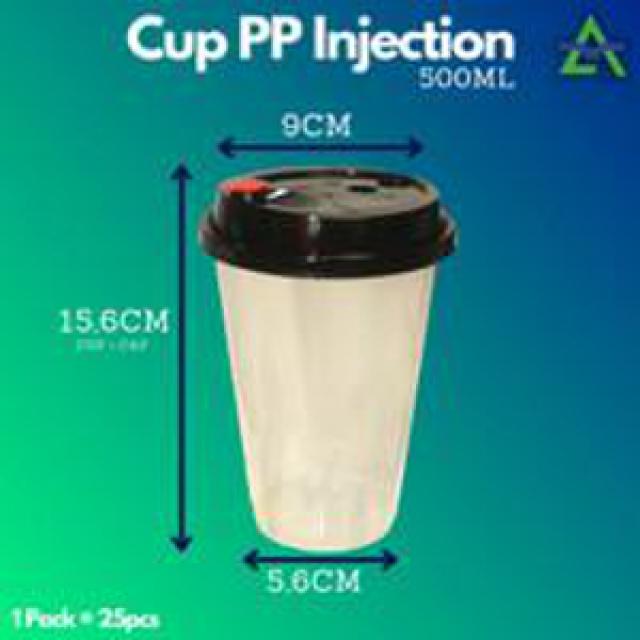 Cup PP Injection
500ML
9CM
15.6CM
5.6CM
1 Pack = 25pcs